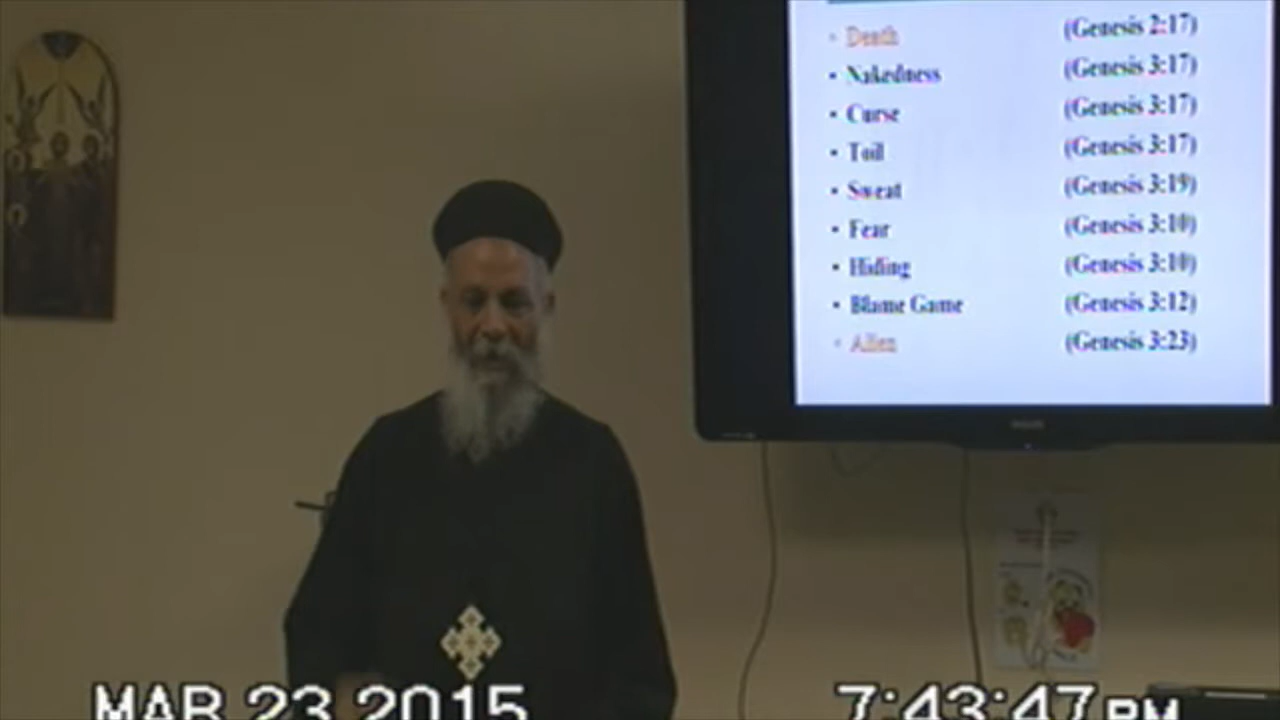 • Death (Genesis 2:17)
• Nakedness (Genesis 3:17)
• Curse (Genesis 3:17)
• Toil (Genesis 3:17)
• Sweat (Genesis 3:19)
• Fear (Genesis 3:10)
• Hiding (Genesis 3:10)
• Blame Game (Genesis 3:12)
• Alien (Genesis 3:23)
MAR 23 2015 7:43:47 PM